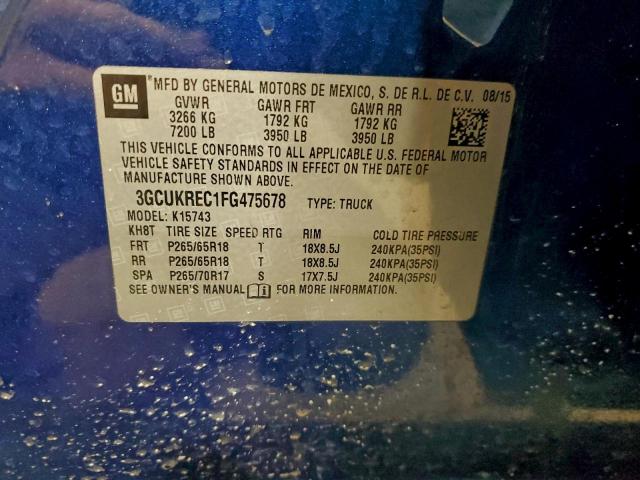 GM
*MFD BY GENERAL MOTORS DE MEXICO, S. DE R.L. DE C.V. 08/15
GVWR GAWR FRT GAWR RR
3266 KG 1792 KG 1792 KG
7200 LB 3950 LB 3950 LB
THIS VEHICLE CONFORMS TO ALL APPLICABLE U.S. FEDERAL MOTOR
VEHICLE SAFETY STANDARDS IN EFFECT ON THE DATE OF
MANUFACTURE SHOWN ABOVE.
3GCUKREC1FG475678 TYPE: TRUCK
MODEL: K15743
KH8T TIRE SIZE SPEED RTG RIM COLD TIRE PRESSURE
FRT P265/65R18 T 18X8.5J 240KPA(35PSI)
RR P265/65R18 T 18X8.5J 240KPA(35PSI)
SPA P265/70R17 S 17X7.5J 240KPA(35PSI)
SEE OWNER'S MANUAL FOR MORE INFORMATION.